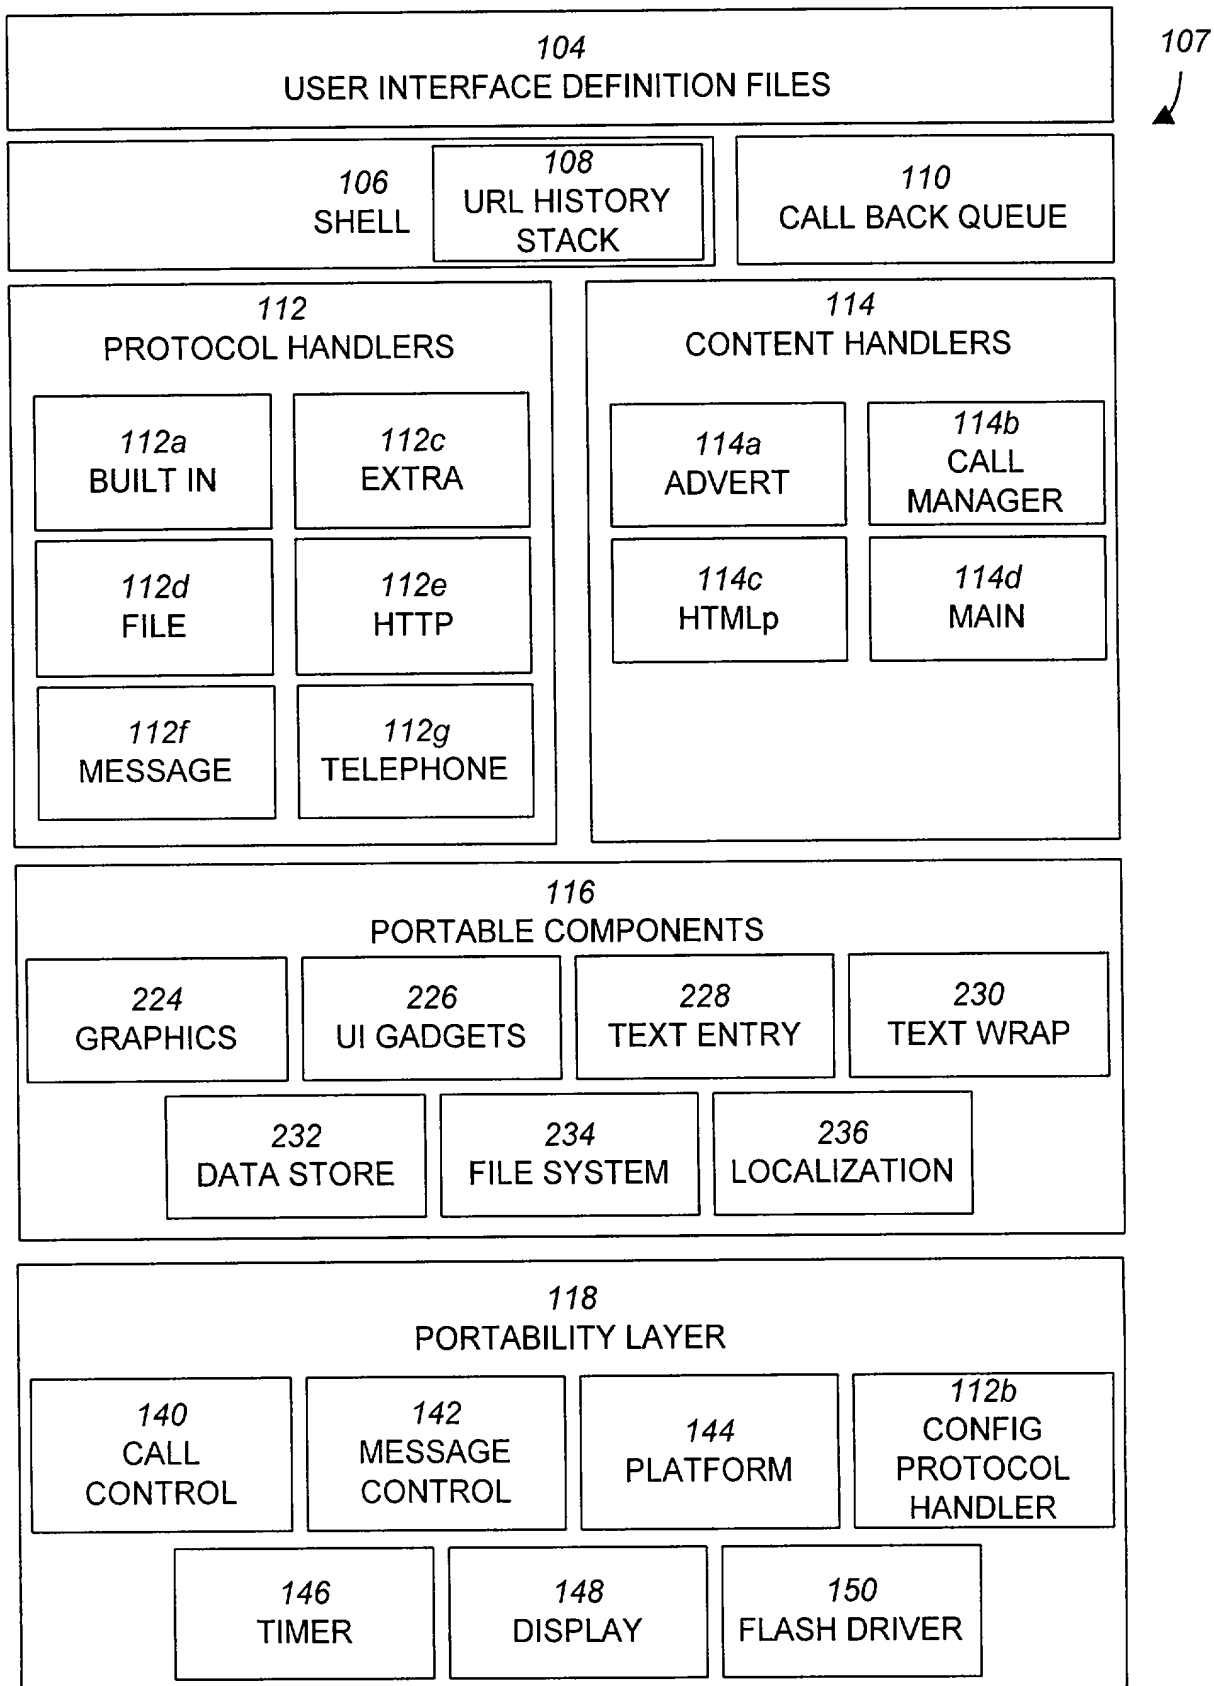 104
USER INTERFACE DEFINITION FILES
107
106
SHELL
108
URL HISTORY
STACK
110
CALL BACK QUEUE
112
PROTOCOL HANDLERS
112a
BUILT IN
112c
EXTRA
112d
FILE
112e
HTTP
112f
MESSAGE
112g
TELEPHONE
114
CONTENT HANDLERS
114a
ADVERT
114b
CALL
MANAGER
114c
HTMLp
114d
MAIN
116
PORTABLE COMPONENTS
224
GRAPHICS
226
UI GADGETS
228
TEXT ENTRY
230
TEXT WRAP
232
DATA STORE
234
FILE SYSTEM
236
LOCALIZATION
118
PORTABILITY LAYER
140
CALL
CONTROL
142
MESSAGE
CONTROL
144
PLATFORM
112b
CONFIG
PROTOCOL
HANDLER
146
TIMER
148
DISPLAY
150
FLASH DRIVER